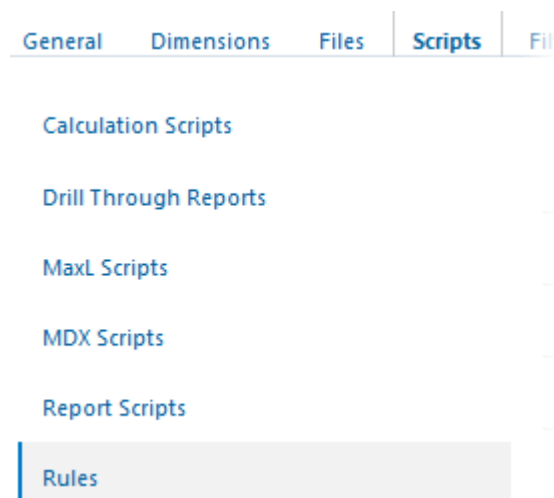 General Dimensions Files Scripts
Calculation Scripts
Drill Through Reports
MaxL Scripts
MDX Scripts
Report Scripts
Rules